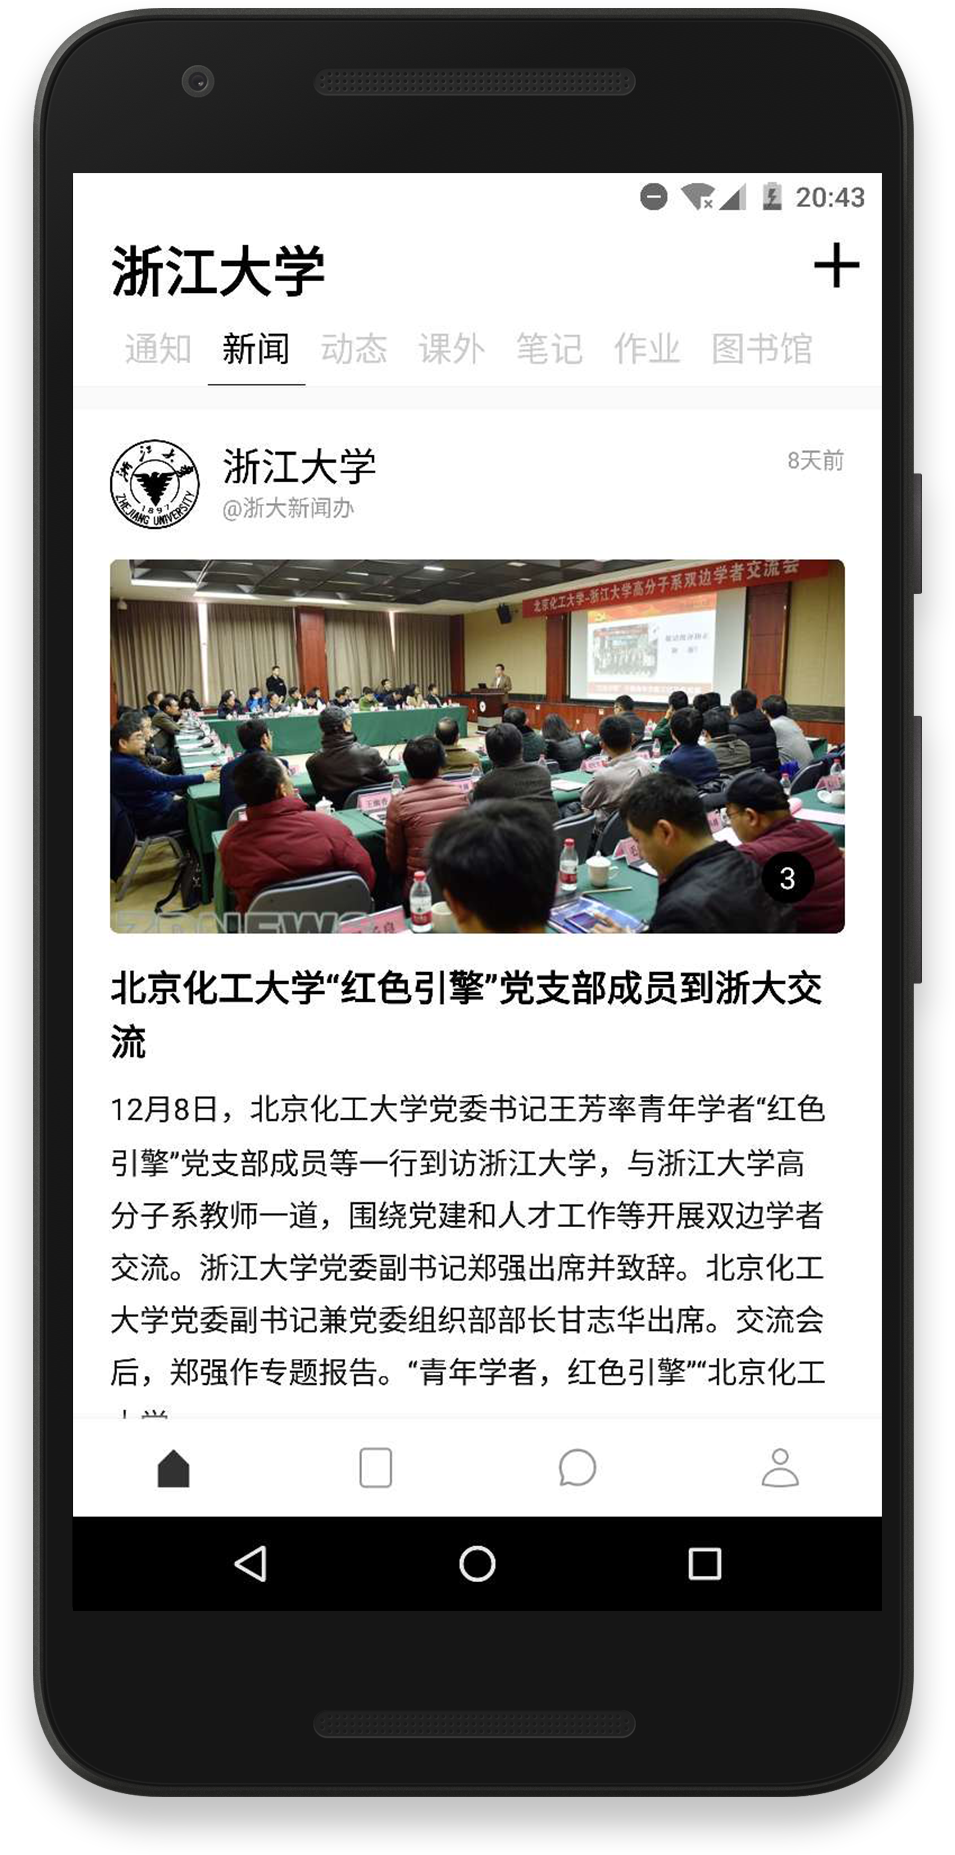 20:43
浙江大学
通知 新闻 动态 课外 笔记 作业 图书馆
浙江大学
8天前
@浙大新闻办
ZHEJIANG UNIVERSITY
1897
北京化工大学-浙江大学高分子系双边学者交流会
3
北京化工大学“红色引擎”党支部成员到浙大交
流
12月8日，北京化工大学党委书记王芳率青年学者“红色
引擎”党支部成员等一行到访浙江大学，与浙江大学高
分子系教师一道，围绕党建和人才工作等开展双边学者
交流。浙江大学党委副书记郑强出席并致辞。北京化工
大学党委副书记兼党委组织部部长甘志华出席。交流会
后，郑强作专题报告。“青年学者，红色引擎”“北京化工